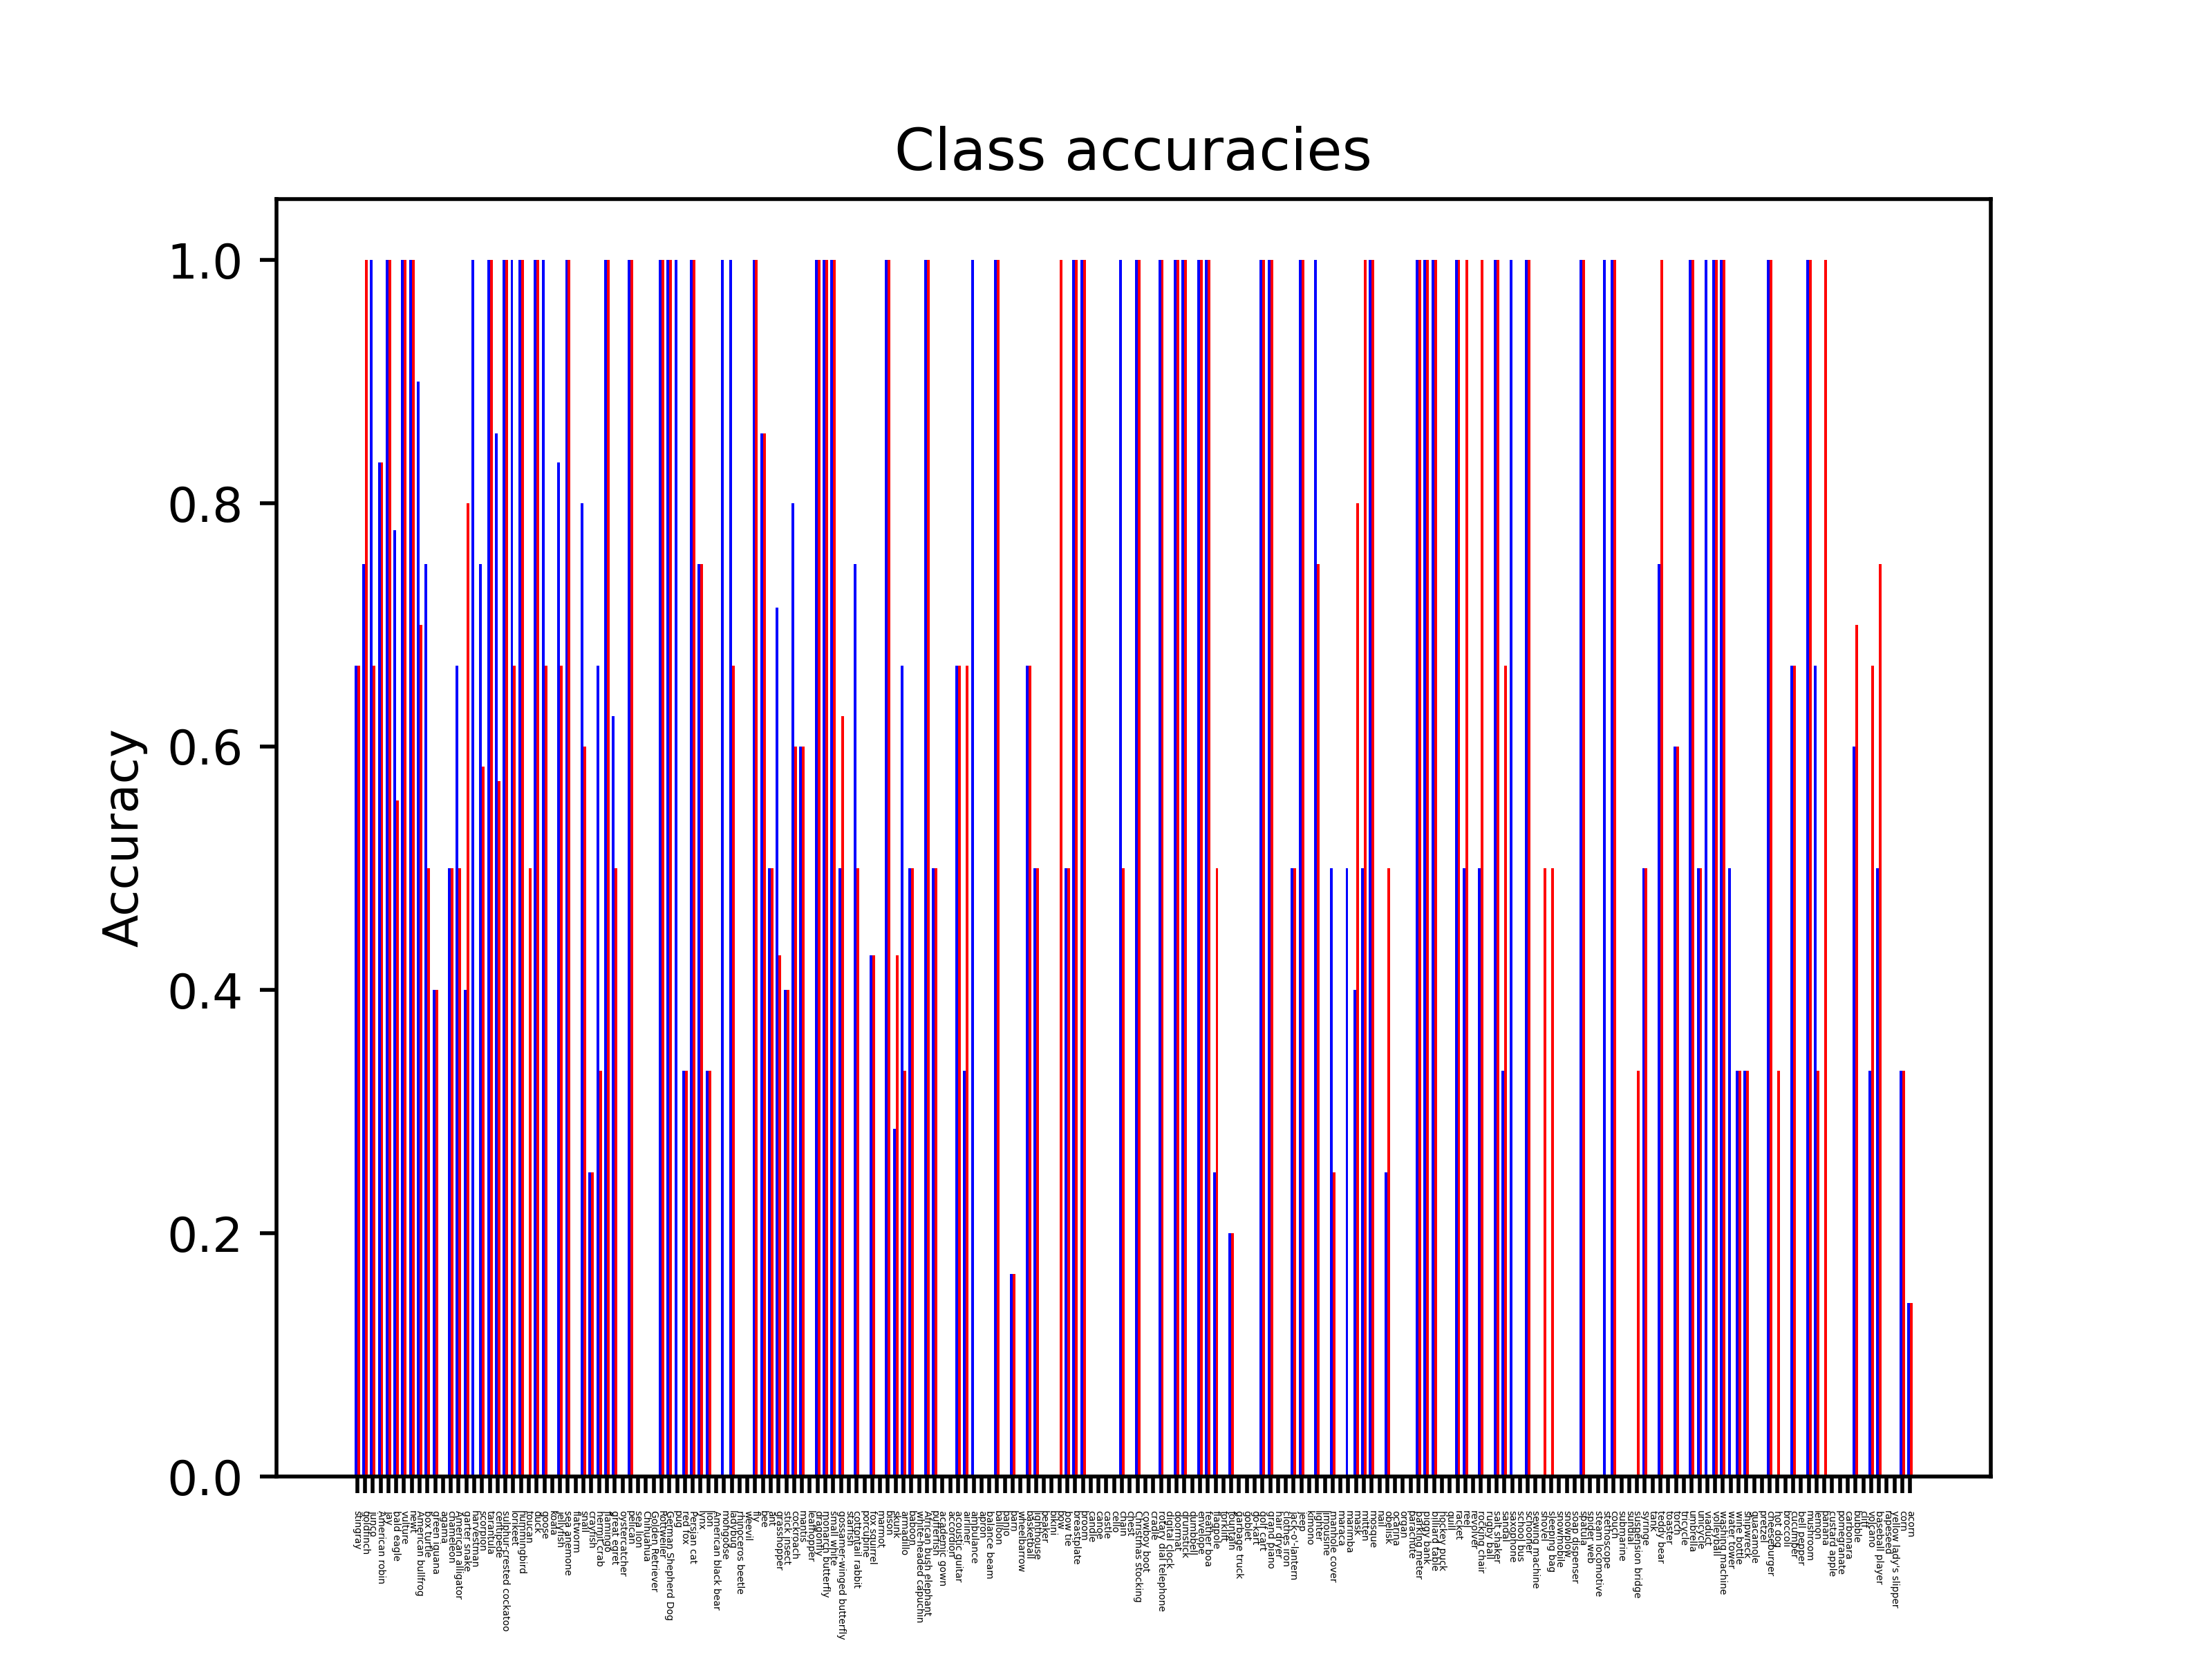 Class accuracies
Accuracy
1.0
0.8
0.6
0.4
0.2
0.0
stingray
goldfinch
junco
American robin
jay
bald eagle
vulture
newt
American bullfrog
box turtle
green iguana
agama
chameleon
American alligator
garter snake
harvestman
scorpion
tarantula
centipede
sulphur-crested cockatoo
lorikeet
hummingbird
toucan
duck
goose
koala
jellyfish
sea anemone
flatworm
snail
crayfish
hermit crab
flamingo
great egret
oystercatcher
pelican
sea lion
Chihuahua
Golden Retriever
Rottweiler
German Shepherd Dog
pug
red fox
Persian cat
lynx
lion
American black bear
mongoose
ladybug
rhinoceros beetle
weevil
fly
bee
ant
grasshopper
stick insect
cockroach
mantis
leafhopper
dragonfly
monarch butterfly
small white
gossamer-winged butterfly
starfish
cottontail rabbit
porcupine
fox squirrel
marmot
bison
skunk
armadillo
baboon
white-headed capuchin
African bush elephant
pufferfish
academic gown
accordion
acoustic guitar
airliner
ambulance
apron
balance beam
balloon
banjo
barn
wheelbarrow
basketball
lighthouse
beaker
bikini
bow
bow tie
breastplate
broom
candle
canoe
castle
cello
chain
chest
Christmas stocking
cowboy boot
cradle
rotary dial telephone
digital clock
doormat
drumstick
dumbbell
envelope
feather boa
flagpole
forklift
fountain
garbage truck
goblet
go-kart
golf cart
grand piano
hair dryer
clothes iron
jack-o'-lantern
jeep
kimono
lighter
limousine
manhole cover
maraca
marimba
mask
mitten
mosque
nail
obelisk
ocarina
organ
parachute
parking meter
piggy bank
billiard table
hockey puck
quill
racket
reel
revolver
rocking chair
rugby ball
salt shaker
sandal
saxophone
school bus
schooner
sewing machine
shovel
sleeping bag
snowmobile
snowplow
soap dispenser
spatula
spider web
steam locomotive
stethoscope
couch
submarine
sundial
suspension bridge
syringe
tank
teddy bear
toaster
torch
tricycle
umbrella
unicycle
viaduct
volleyball
washing machine
water tower
wine bottle
shipwreck
guacamole
pretzel
cheeseburger
hot dog
broccoli
cucumber
bell pepper
mushroom
lemon
banana
custard apple
pomegranate
carbonara
bubble
cliff
volcano
baseball player
rapeseed
yellow lady's slipper
corn
acorn